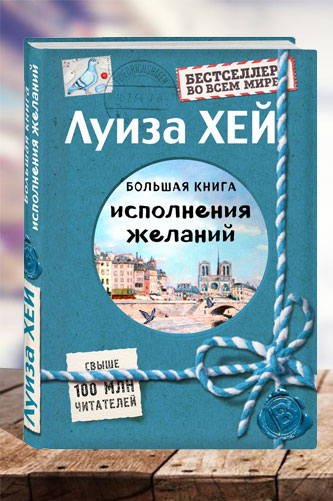 БЕСТСЕЛЛЕР
ВО ВСЕМ МИРЕ
Луиза ХЕЙ
БОЛЬШАЯ КНИГА
ИСПОЛНЕНИЯ
ЖЕЛАНИЙ
СВЫШЕ
100 МЛН
ЧИТАТЕЛЕЙ
Луиза ХЕЙ
БОЛЬШАЯ КНИГА
ИСПОЛНЕНИЯ ЖЕЛАНИЙ